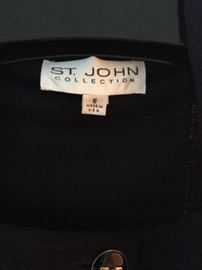 ST. JOHN
COLLECTION
6
MADE IN
U.S.A.